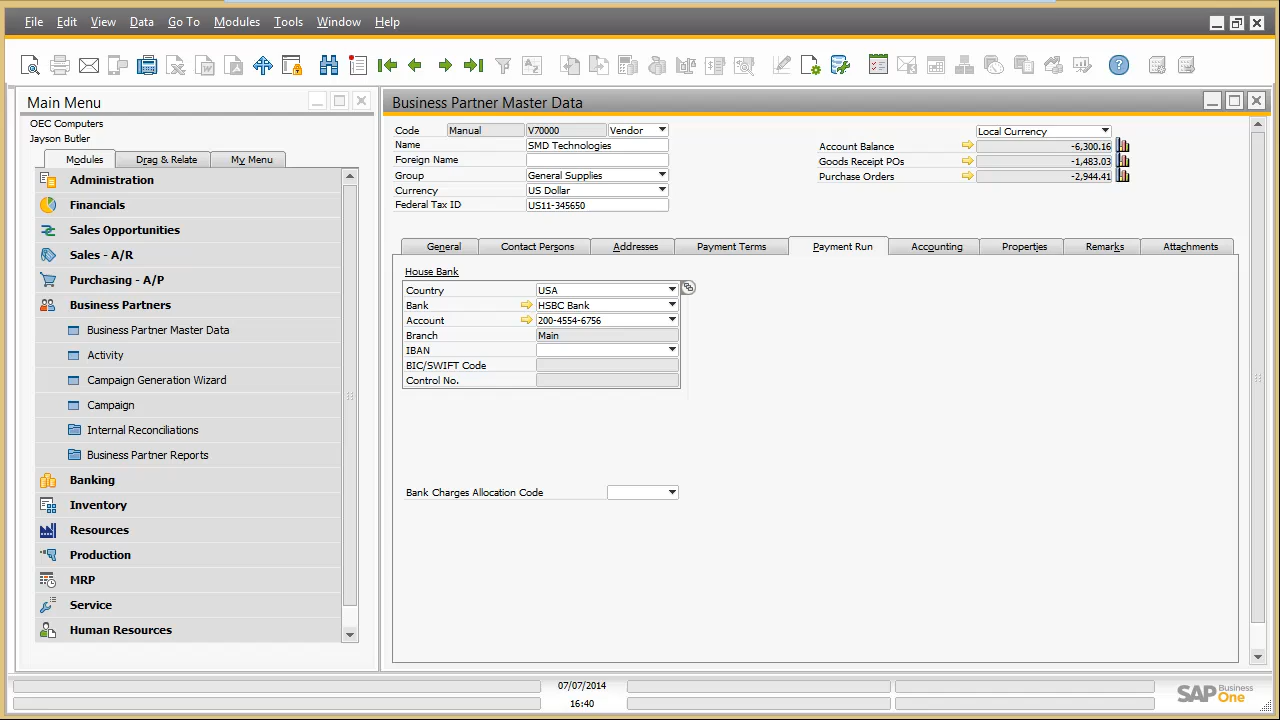 File Edit View Data Go To Modules Tools Window Help
Main Menu
OEC Computers
Jayson Butler
Modules Drag & Relate My Menu
Administration
Financials
Sales Opportunities
Sales - A/R
Purchasing - A/P
Business Partners
Business Partner Master Data
Activity
Campaign Generation Wizard
Campaign
Internal Reconciliations
Business Partner Reports
Banking
Inventory
Resources
Production
MRP
Service
Human Resources
Business Partner Master Data
Code Manual V70000 Vendor
Name SMD Technologies
Foreign Name
Group General Supplies
Currency US Dollar
Federal Tax ID US11-345650
Local Currency
Account Balance -6,300.16
Goods Receipt POs -1,483.03
Purchase Orders -2,944.41
General Contact Persons Addresses Payment Terms Payment Run Accounting Properties Remarks Attachments
House Bank
Country USA
Bank HSBC Bank
Account 200-4554-6756
Branch Main
IBAN
BIC/SWIFT Code
Control No.
Bank Charges Allocation Code
07/07/2014
16:40
SAP Business One